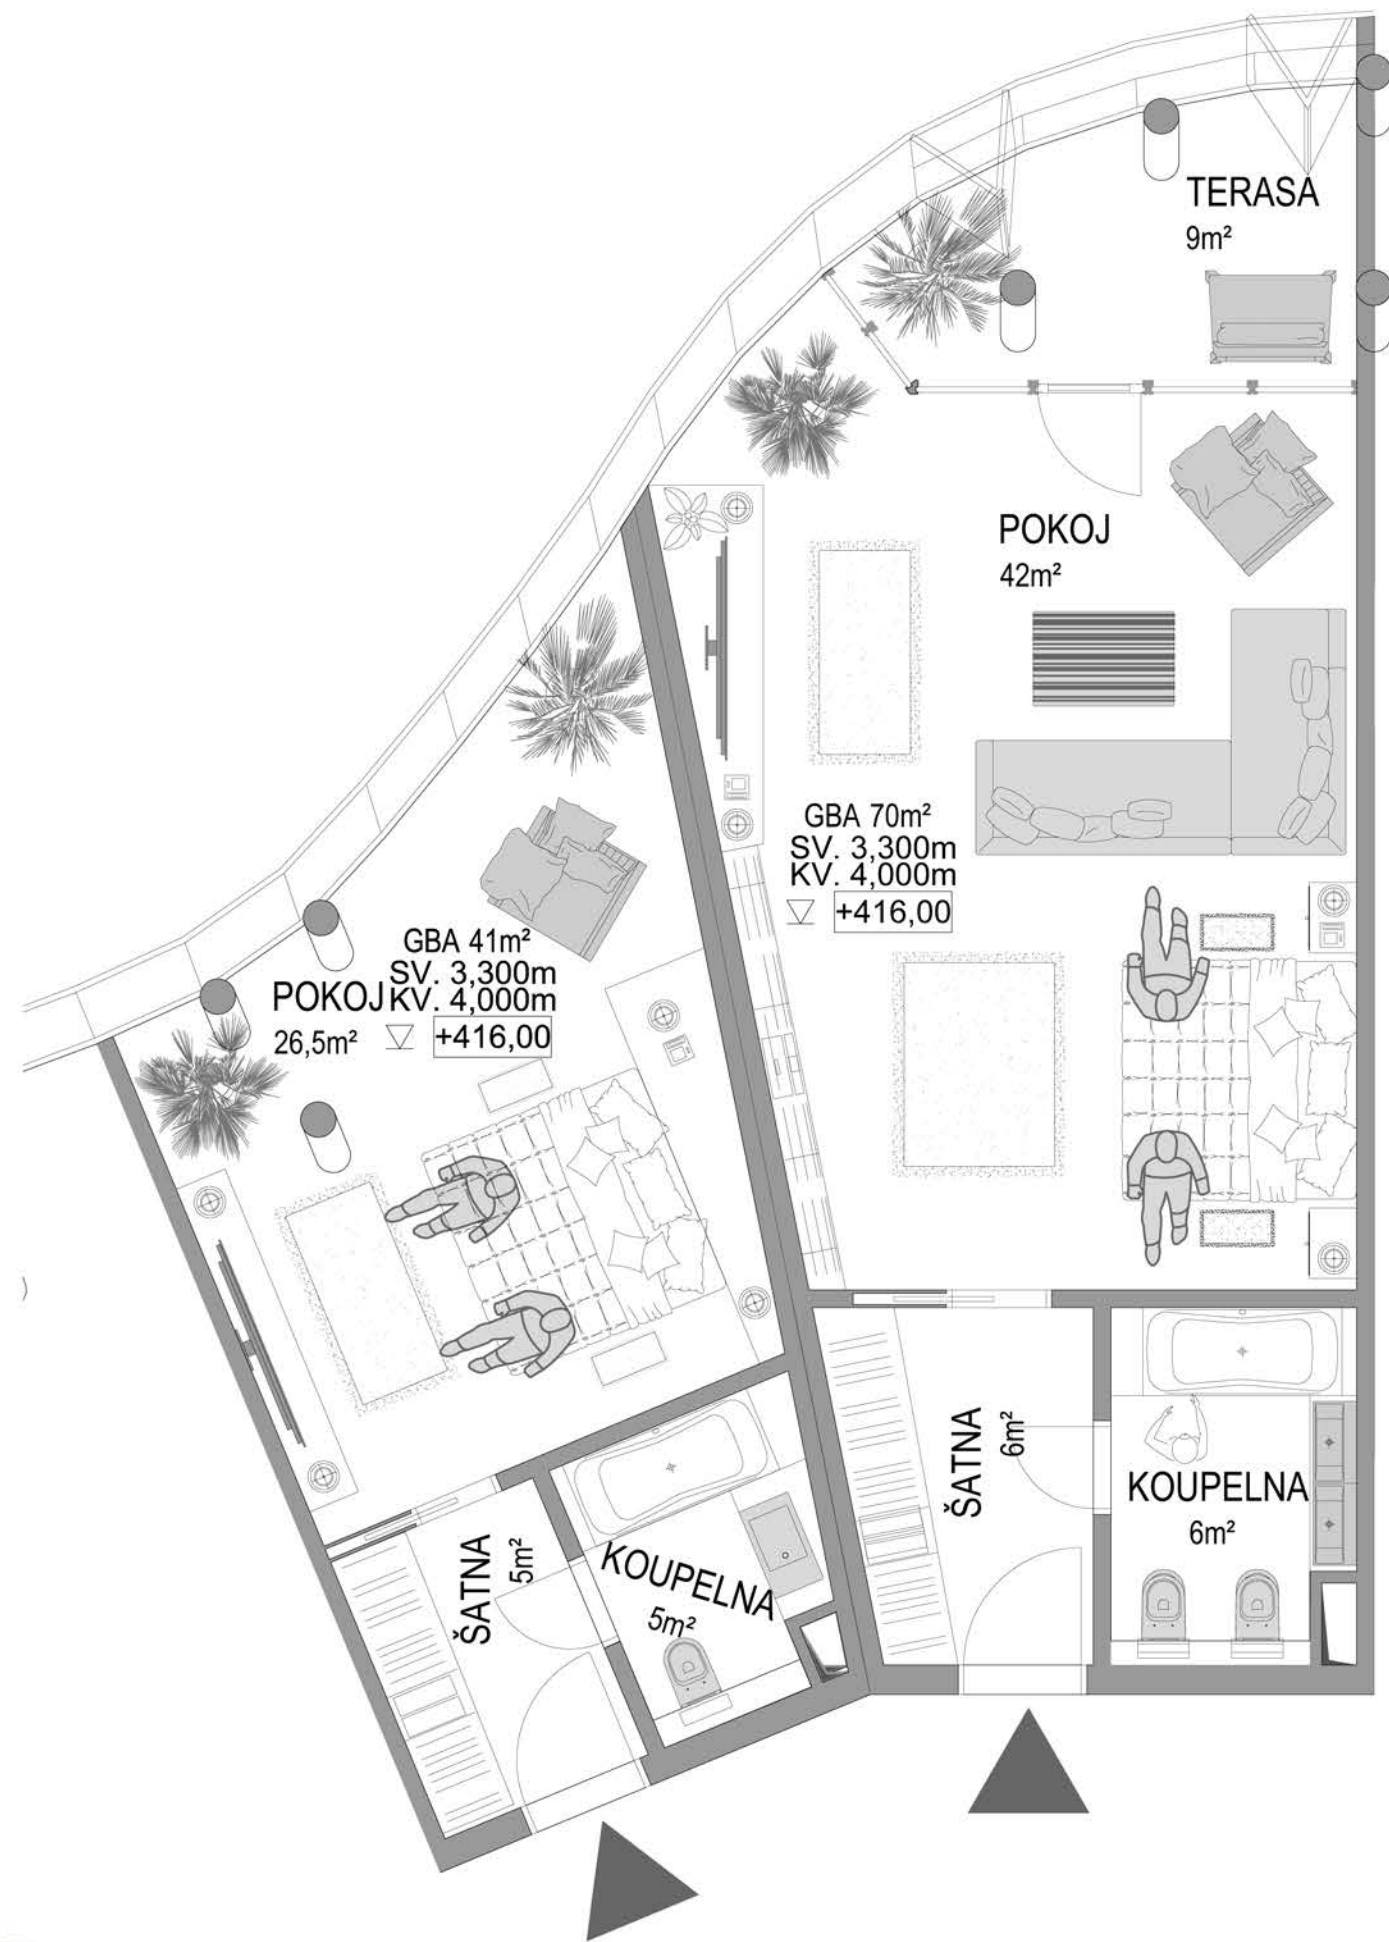 TERASA
9m²
POKOJ
42m²
GBA 70m²
SV. 3,300m
KV. 4,000m
+416,00
GBA 41m²
SV. 3,300m
KV. 4,000m
+416,00
POKOJ
26,5m²
ŠATNA
6m²
KOUPELNA
6m²
ŠATNA
5m²
KOUPELNA
5m²
)